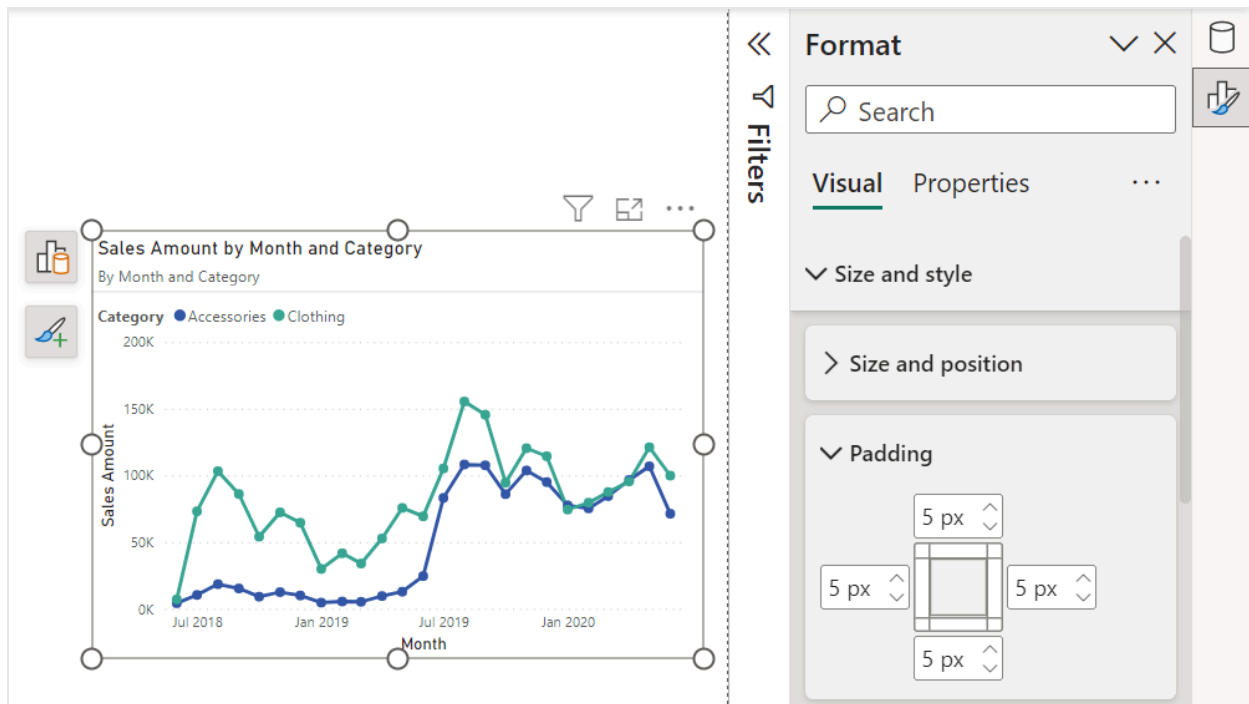 Sales Amount by Month and Category
By Month and Category
Category Accessories Clothing
200K
150K
100K
50K
0K
Sales Amount
Jul 2018 Jan 2019 Jul 2019 Jan 2020
Month
Filters
Format
Search
Visual Properties
Size and style
Size and position
Padding
5 px
5 px 5 px
5 px